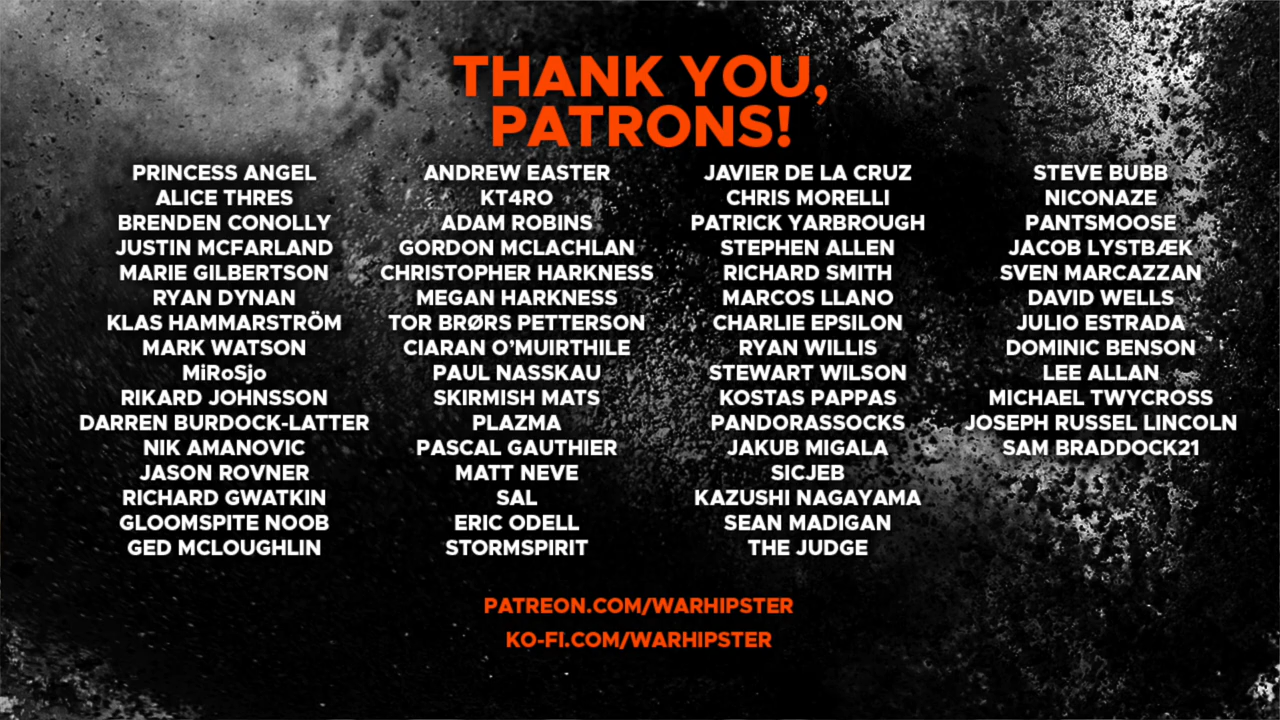 THANK YOU,
PATRONS!
PRINCESS ANGEL
ALICE THRES
BRENDEN CONOLLY
JUSTIN MCFARLAND
MARIE GILBERTSON
RYAN DYNAN
KLAS HAMMARSTRÖM
MARK WATSON
MiRoSjo
RIKARD JOHNSSON
DARREN BURDOCK-LATTER
NIK AMANOVIC
JASON ROVNER
RICHARD GWATKIN
GLOOMSPITE NOOB
GED MCLOUGHLIN
ANDREW EASTER
KT4RO
ADAM ROBINS
GORDON MCLACHLAN
CHRISTOPHER HARKNESS
MEGAN HARKNESS
TOR BRØRS PETTERSON
CIARAN O’MUIRTHILE
PAUL NASSKAU
SKIRMISH MATS
PLAZMA
PASCAL GAUTHIER
MATT NEVE
SAL
ERIC ODELL
STORMSPIRIT
JAVIER DE LA CRUZ
CHRIS MORELLI
PATRICK YARBROUGH
STEPHEN ALLEN
RICHARD SMITH
MARCOS LLANO
CHARLIE EPSILON
RYAN WILLIS
STEWART WILSON
KOSTAS PAPPAS
PANDORASSOCKS
JAKUB MIGALA
SICJEB
KAZUSHI NAGAYAMA
SEAN MADIGAN
THE JUDGE
STEVE BUBB
NICONAZE
PANTSMOOSE
JACOB LYSTBÆK
SVEN MARCAZZAN
DAVID WELLS
JULIO ESTRADA
DOMINIC BENSON
LEE ALLAN
MICHAEL TWYCROSS
JOSEPH RUSSEL LINCOLN
SAM BRADDOCK21
PATREON.COM/WARHIPSTER
KO-FI.COM/WARHIPSTER